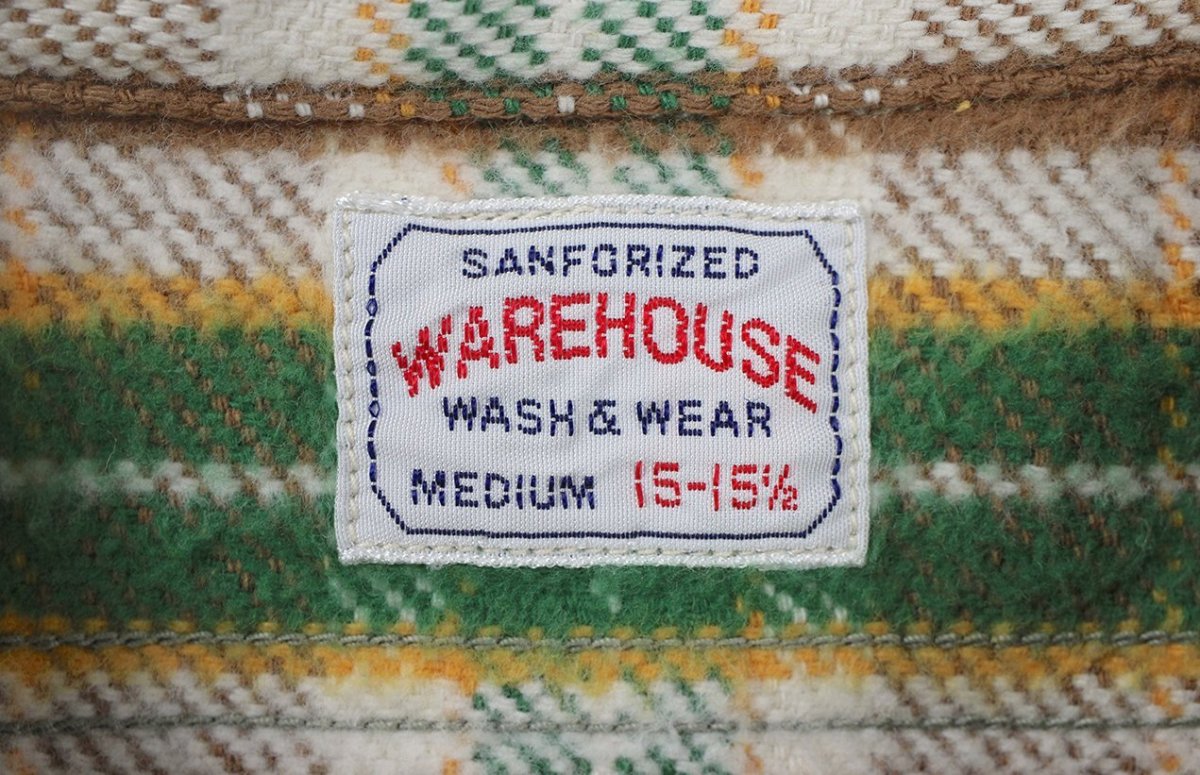 SANFORIZED
WAREHOUSE
WASH & WEAR
MEDIUM 15-15½